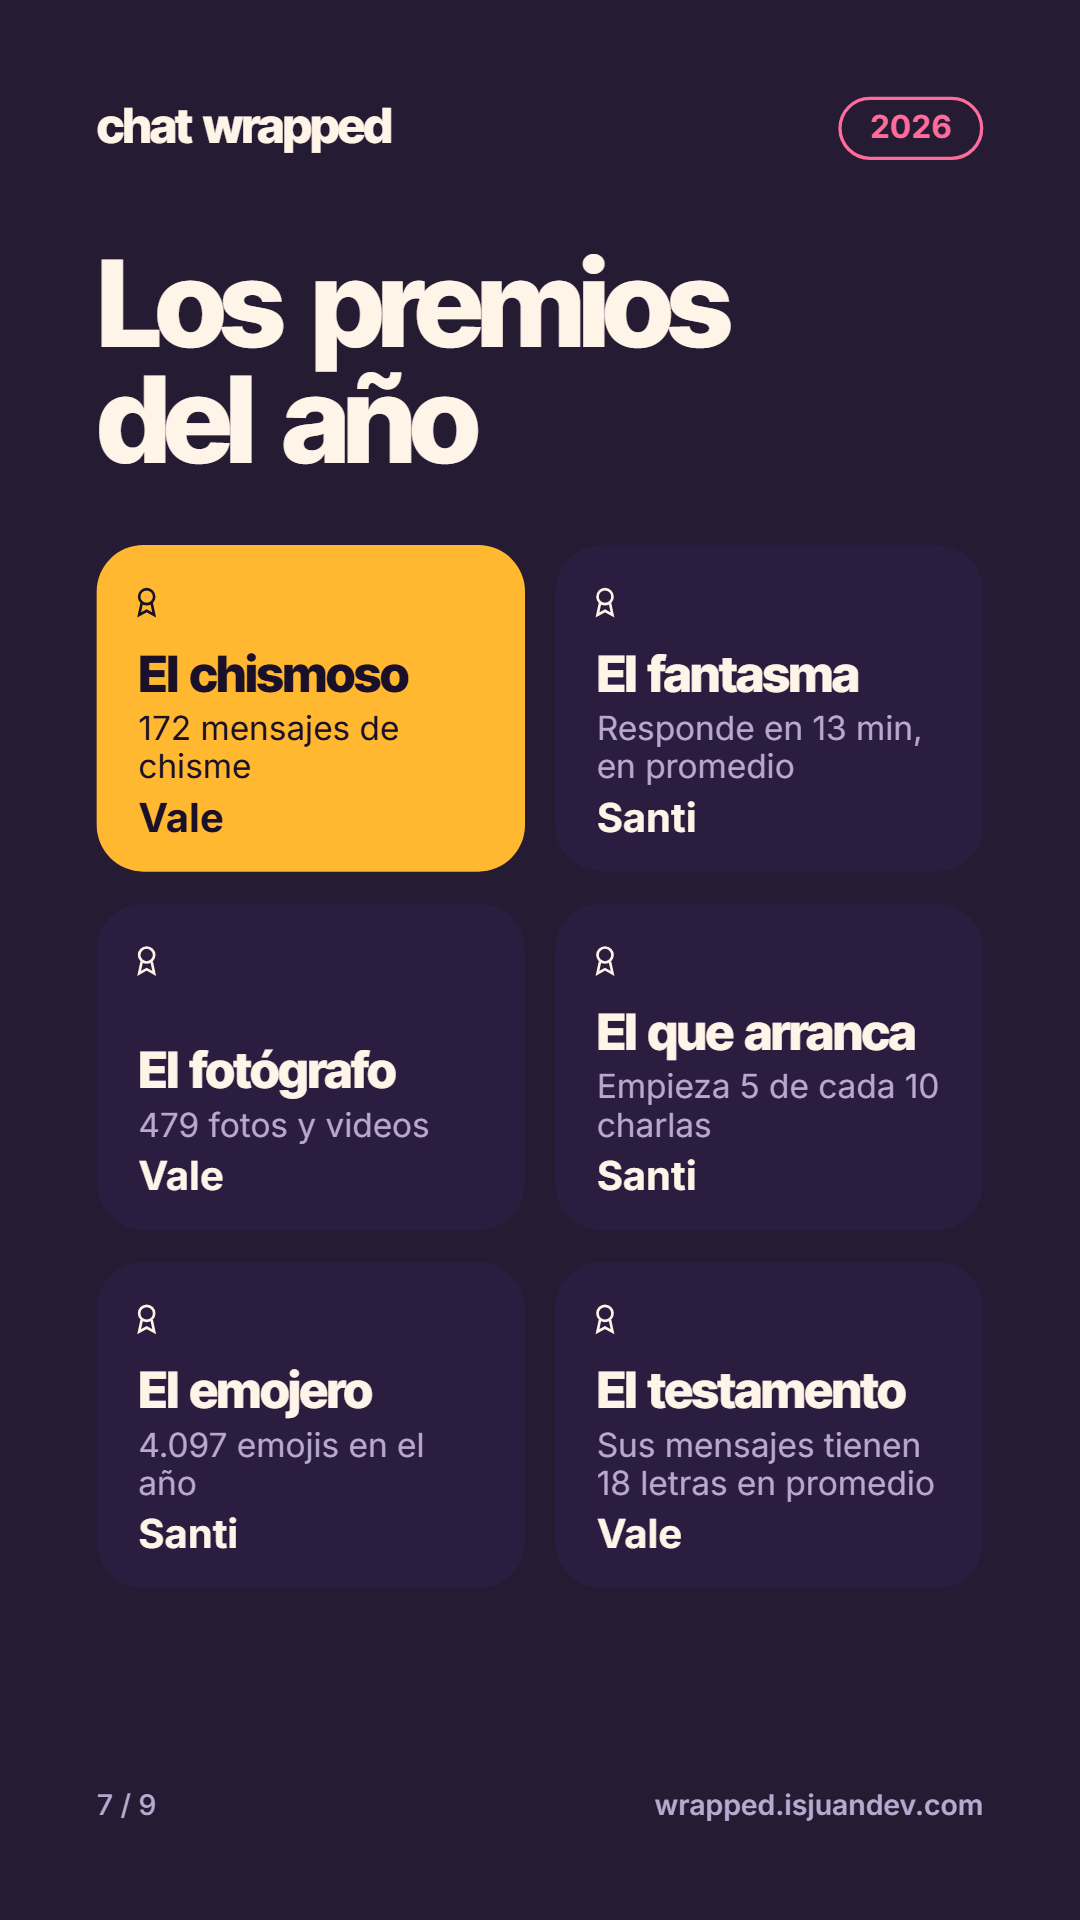 chat wrapped
2026
Los premios
del año
El chismoso
172 mensajes de
chisme
Vale
El fantasma
Responde en 13 min,
en promedio
Santi
El fotógrafo
479 fotos y videos
Vale
El que arranca
Empieza 5 de cada 10
charlas
Santi
El emojero
4.097 emojis en el
año
Santi
El testamento
Sus mensajes tienen
18 letras en promedio
Vale
7 / 9
wrapped.isjuandev.com